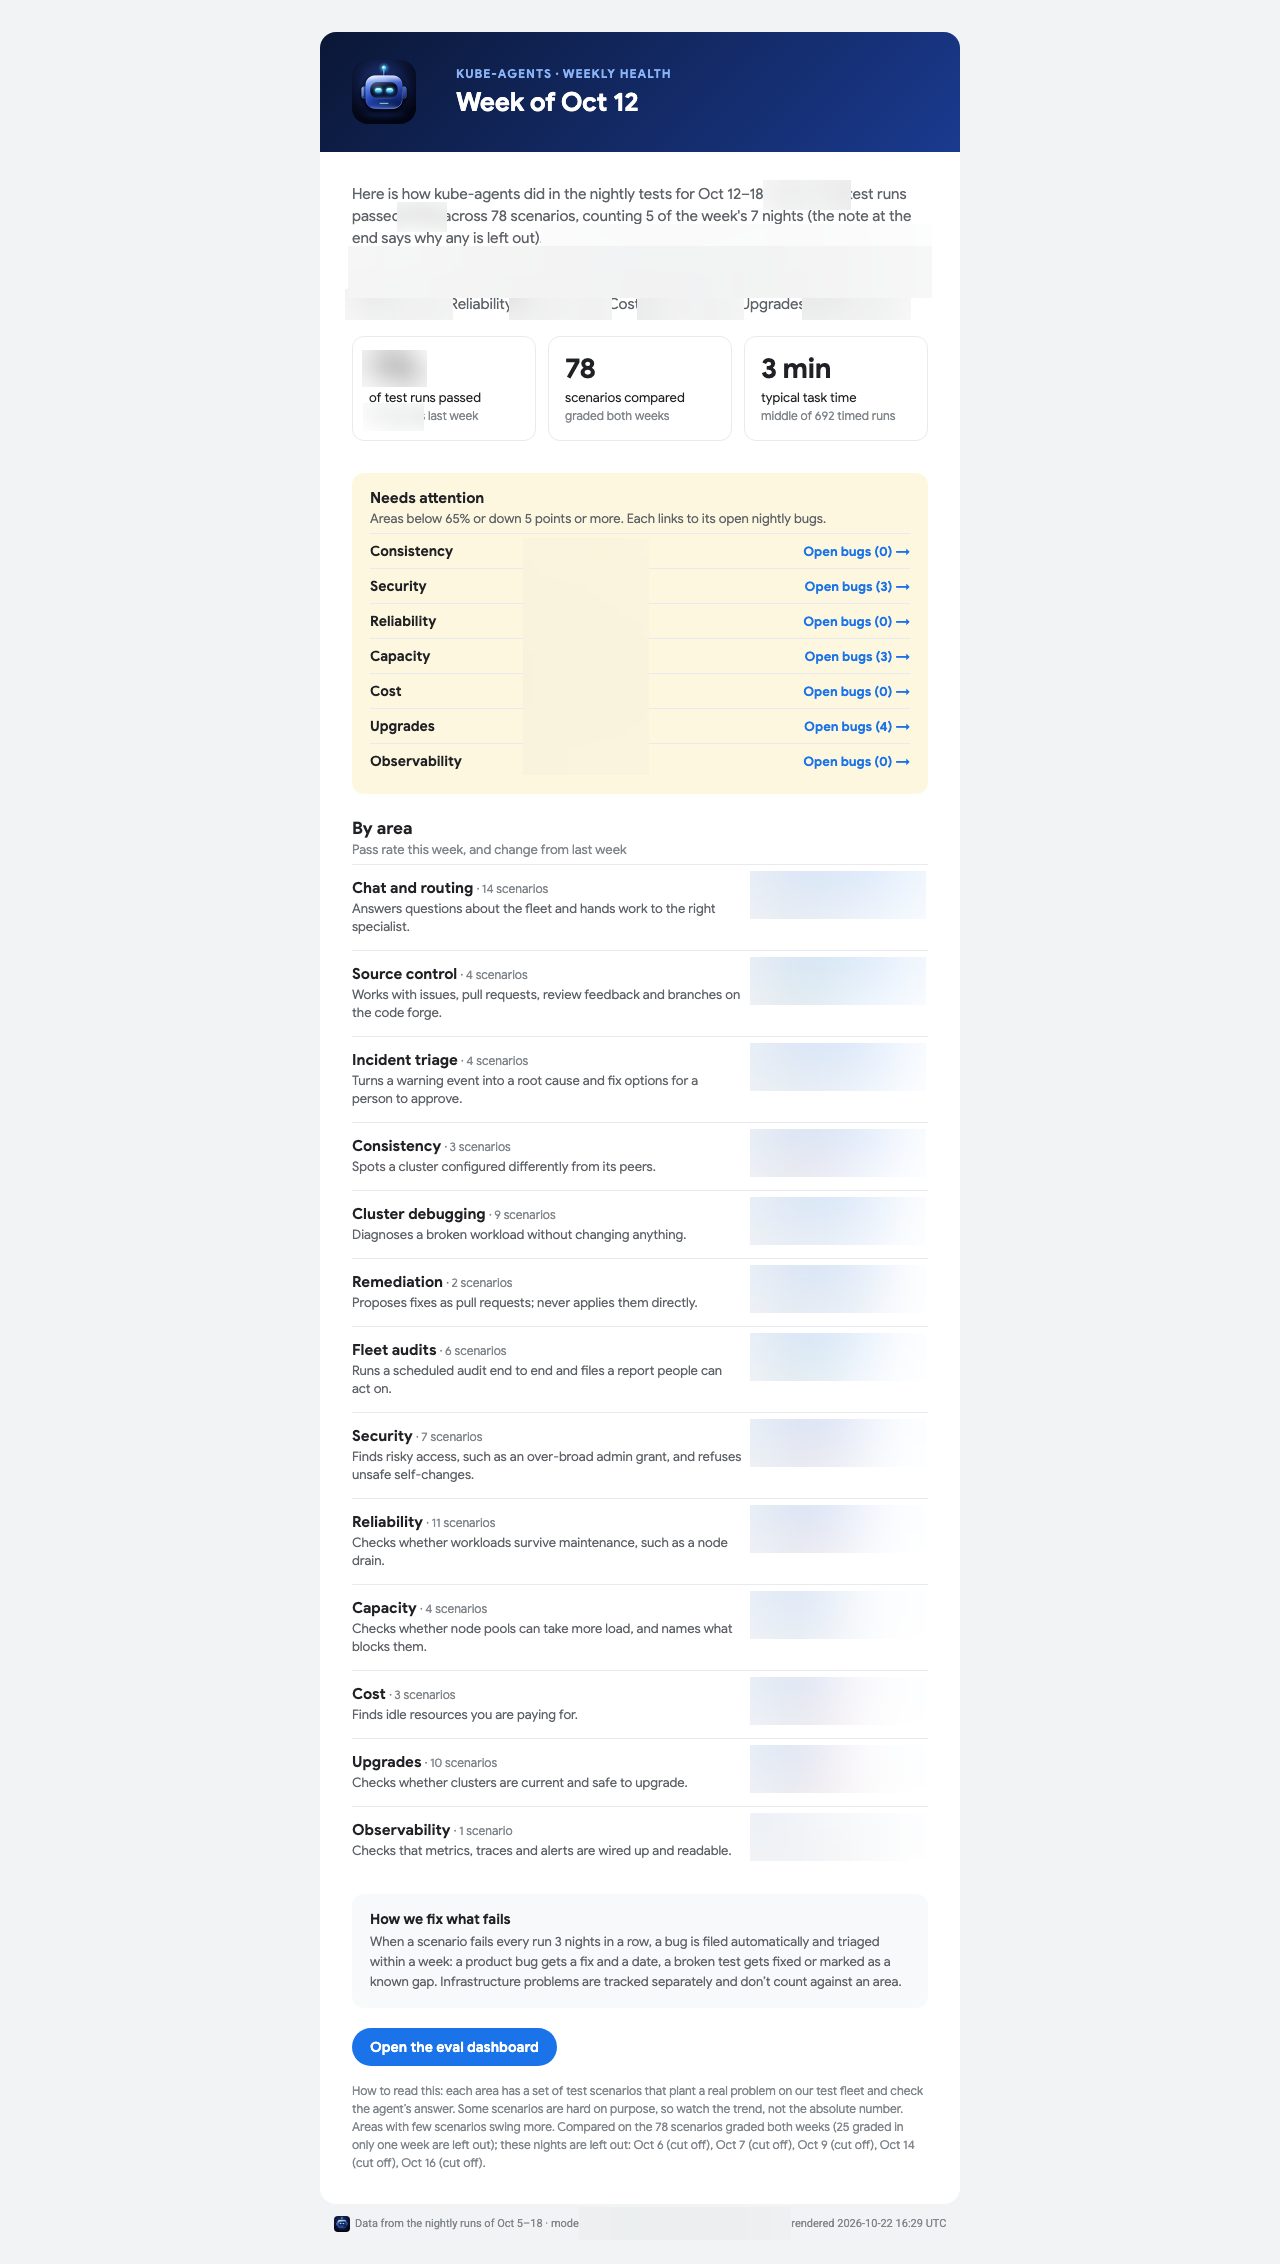 KUBE-AGENTS · WEEKLY HEALTH
Week of Oct 12
Here is how kube-agents did in the nightly tests for Oct 12–18 test runs
passed across 78 scenarios, counting 5 of the week's 7 nights (the note at the
end says why any is left out)
Reliability Cost Upgrades
of test runs passed
last week
78
scenarios compared
graded both weeks
3 min
typical task time
middle of 692 timed runs
Needs attention
Areas below 65% or down 5 points or more. Each links to its open nightly bugs.
Consistency Open bugs (0) →
Security Open bugs (3) →
Reliability Open bugs (0) →
Capacity Open bugs (3) →
Cost Open bugs (0) →
Upgrades Open bugs (4) →
Observability Open bugs (0) →
By area
Pass rate this week, and change from last week
Chat and routing · 14 scenarios
Answers questions about the fleet and hands work to the right
specialist.
Source control · 4 scenarios
Works with issues, pull requests, review feedback and branches on
the code forge.
Incident triage · 4 scenarios
Turns a warning event into a root cause and fix options for a
person to approve.
Consistency · 3 scenarios
Spots a cluster configured differently from its peers.
Cluster debugging · 9 scenarios
Diagnoses a broken workload without changing anything.
Remediation · 2 scenarios
Proposes fixes as pull requests; never applies them directly.
Fleet audits · 6 scenarios
Runs a scheduled audit end to end and files a report people can
act on.
Security · 7 scenarios
Finds risky access, such as an over-broad admin grant, and refuses
unsafe self-changes.
Reliability · 11 scenarios
Checks whether workloads survive maintenance, such as a node
drain.
Capacity · 4 scenarios
Checks whether node pools can take more load, and names what
blocks them.
Cost · 3 scenarios
Finds idle resources you are paying for.
Upgrades · 10 scenarios
Checks whether clusters are current and safe to upgrade.
Observability · 1 scenario
Checks that metrics, traces and alerts are wired up and readable.
How we fix what fails
When a scenario fails every run 3 nights in a row, a bug is filed automatically and triaged
within a week: a product bug gets a fix and a date, a broken test gets fixed or marked as a
known gap. Infrastructure problems are tracked separately and don't count against an area.
Open the eval dashboard
How to read this: each area has a set of test scenarios that plant a real problem on our test fleet and check
the agent's answer. Some scenarios are hard on purpose, so watch the trend, not the absolute number.
Areas with few scenarios swing more. Compared on the 78 scenarios graded both weeks (25 graded in
only one week are left out); these nights are left out: Oct 6 (cut off), Oct 7 (cut off), Oct 9 (cut off), Oct 14
(cut off), Oct 16 (cut off).
Data from the nightly runs of Oct 5–18 · mode rendered 2026-10-22 16:29 UTC